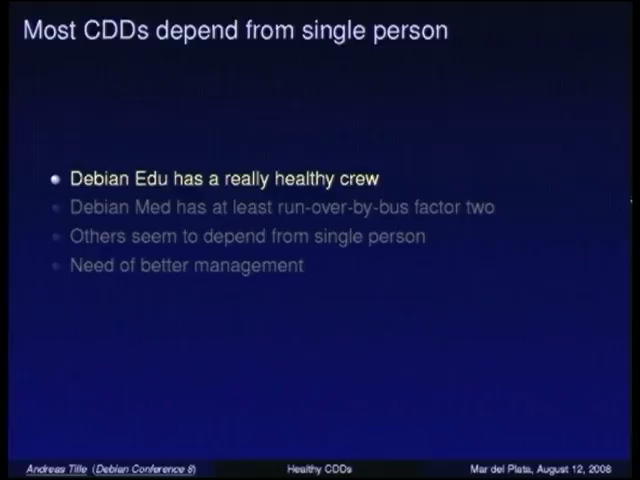 Most CDDs depend from single person
Debian Edu has a really healthy crew
Debian Med has at least run-over-by-bus factor two
Others seem to depend from single person
Need of better management
Andreas Tille (Debian Conference 8) Healthy CDDs Mar del Plata, August 12, 2008